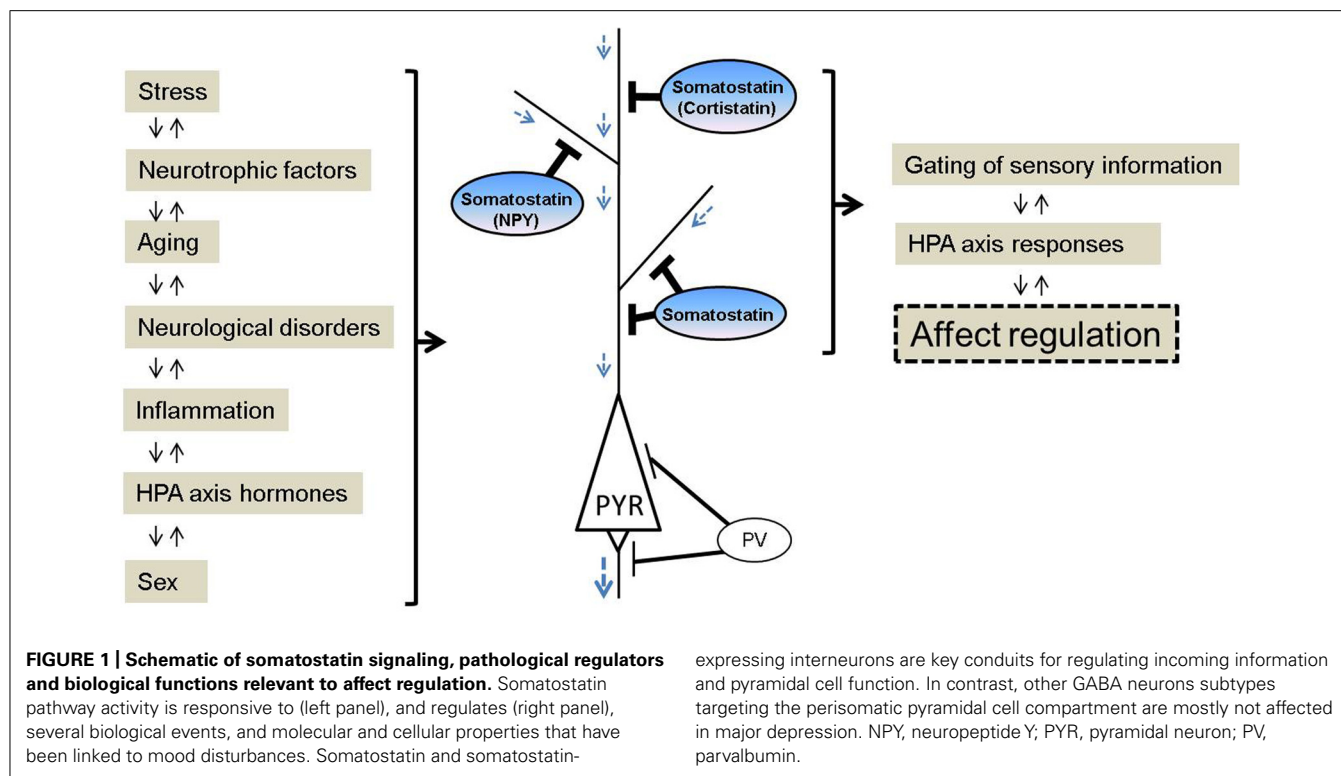 Stress
Neurotrophic factors
Aging
Neurological disorders
Inflammation
HPA axis hormones
Sex
Somatostatin
(Cortistatin)
Somatostatin
(NPY)
Somatostatin
PYR
PV
Gating of sensory information
HPA axis responses
Affect regulation
FIGURE 1 | Schematic of somatostatin signaling, pathological regulators
and biological functions relevant to affect regulation. Somatostatin
pathway activity is responsive to (left panel), and regulates (right panel),
several biological events, and molecular and cellular properties that have
been linked to mood disturbances. Somatostatin and somatostatin-
expressing interneurons are key conduits for regulating incoming information
and pyramidal cell function. In contrast, other GABA neurons subtypes
targeting the perisomatic pyramidal cell compartment are mostly not affected
in major depression. NPY, neuropeptide Y; PYR, pyramidal neuron; PV,
parvalbumin.